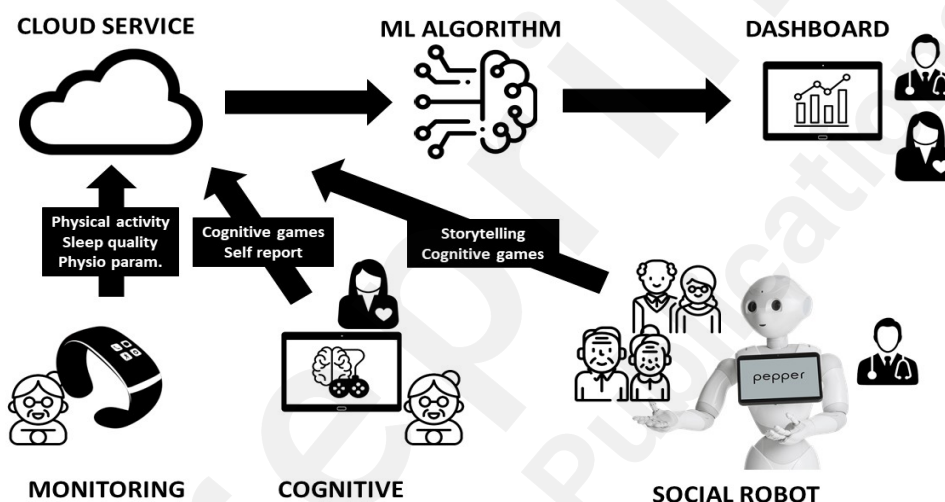 CLOUD SERVICE
ML ALGORITHM
DASHBOARD
Physical activity
Sleep quality
Physio param.
Cognitive games
Self report
Storytelling
Cognitive games
pepper
MONITORING
COGNITIVE
SOCIAL ROBOT